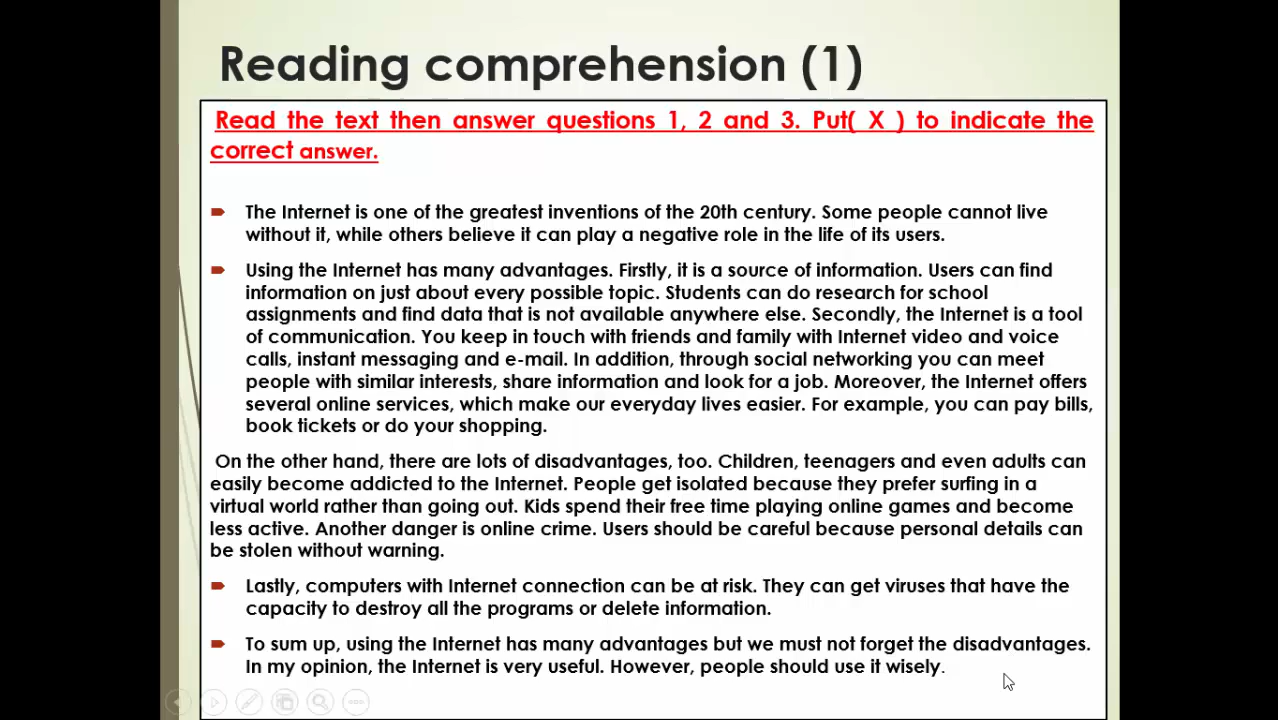 Reading comprehension (1)
Read the text then answer questions 1, 2 and 3. Put( X ) to indicate the
correct answer.
The Internet is one of the greatest inventions of the 20th century. Some people cannot live
without it, while others believe it can play a negative role in the life of its users.
Using the Internet has many advantages. Firstly, it is a source of information. Users can find
information on just about every possible topic. Students can do research for school
assignments and find data that is not available anywhere else. Secondly, the Internet is a tool
of communication. You keep in touch with friends and family with Internet video and voice
calls, instant messaging and e-mail. In addition, through social networking you can meet
people with similar interests, share information and look for a job. Moreover, the Internet offers
several online services, which make our everyday lives easier. For example, you can pay bills,
book tickets or do your shopping.
On the other hand, there are lots of disadvantages, too. Children, teenagers and even adults can
easily become addicted to the Internet. People get isolated because they prefer surfing in a
virtual world rather than going out. Kids spend their free time playing online games and become
less active. Another danger is online crime. Users should be careful because personal details can
be stolen without warning.
Lastly, computers with Internet connection can be at risk. They can get viruses that have the
capacity to destroy all the programs or delete information.
To sum up, using the Internet has many advantages but we must not forget the disadvantages.
In my opinion, the Internet is very useful. However, people should use it wisely.